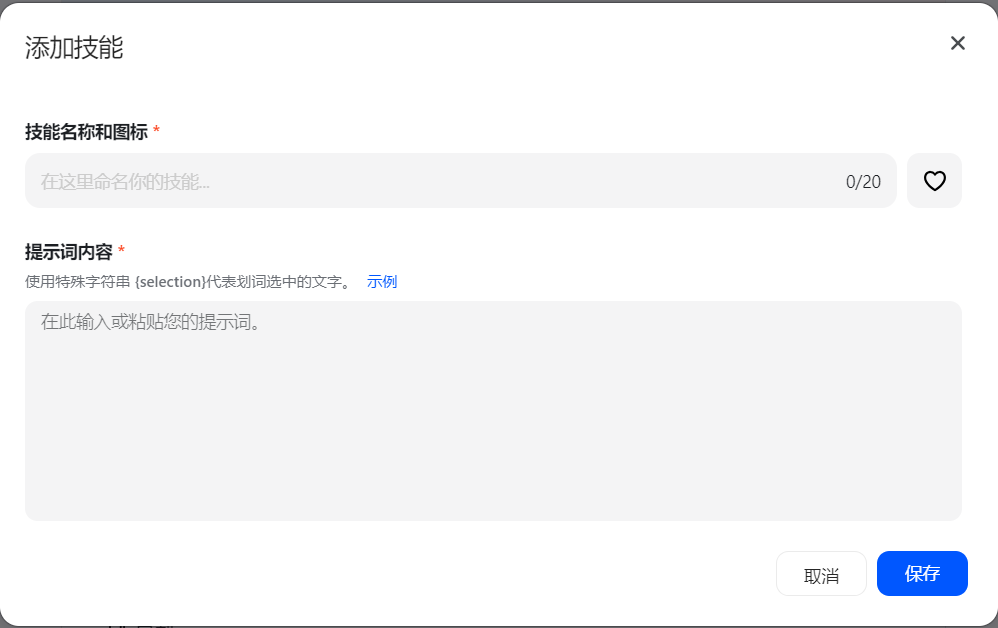 添加技能
技能名称和图标 *
在这里命名你的技能... 0/20
提示词内容 *
使用特殊字符串 {selection}代表划词选中的文字。 示例
在此输入或粘贴您的提示词。
取消 保存